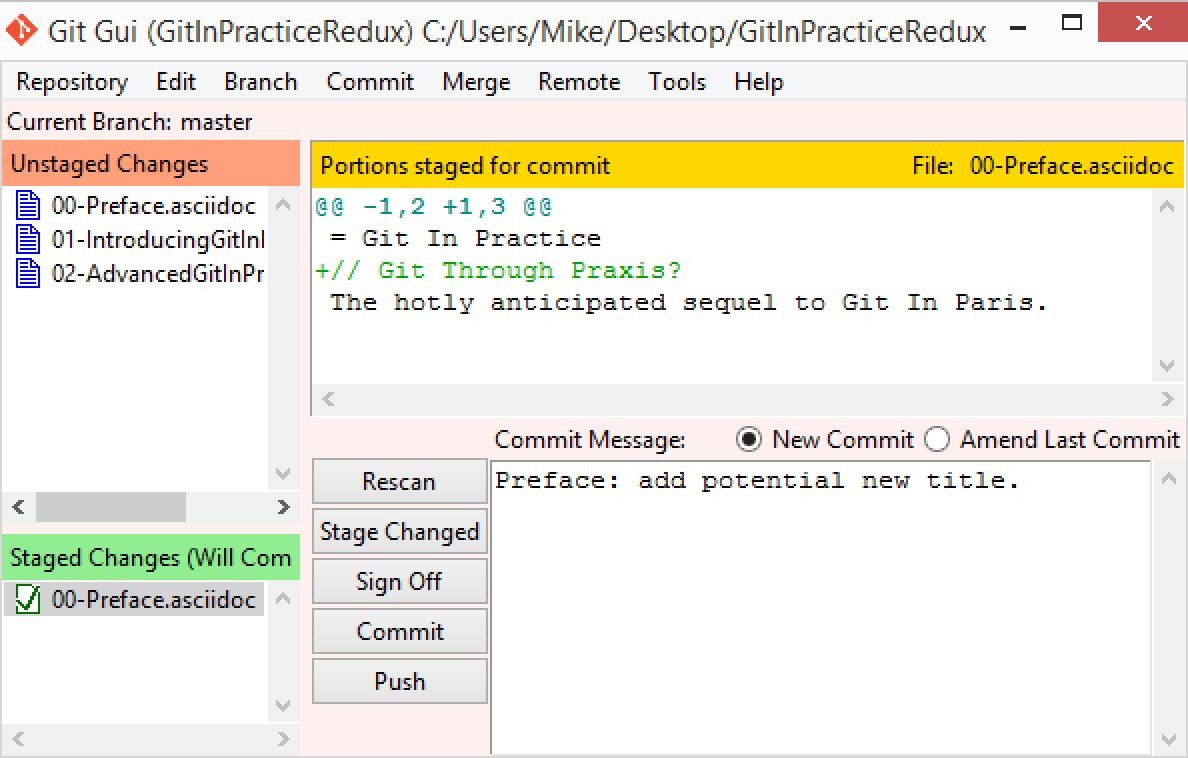 Git Gui (GitInPracticeRedux) C:/Users/Mike/Desktop/GitInPracticeRedux
Repository Edit Branch Commit Merge Remote Tools Help
Current Branch: master
Unstaged Changes
00-Preface.asciidoc
01-IntroducingGitInI
02-AdvancedGitInPr
Staged Changes (Will Com
00-Preface.asciidoc
Portions staged for commit File: 00-Preface.asciidoc
@@ -1,2 +1,3 @@
= Git In Practice
+// Git Through Praxis?
The hotly anticipated sequel to Git In Paris.
Commit Message: New Commit Amend Last Commit
Rescan
Stage Changed
Sign Off
Commit
Push
Preface: add potential new title.